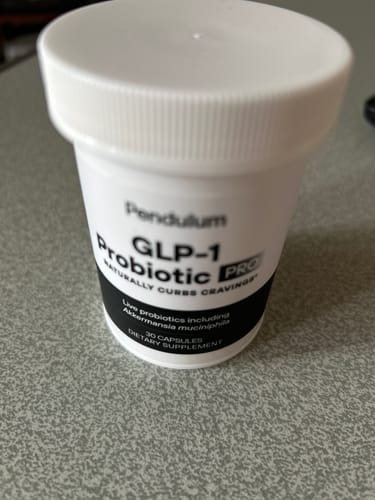 Pendulum
GLP-1
Probiotic PRO
NATURALLY CURBS CRAVINGS*
Live probiotics including
Akkermansia muciniphila
30 CAPSULES
DIETARY SUPPLEMENT